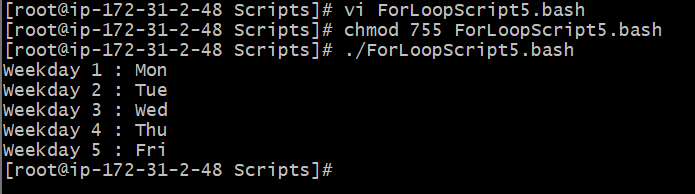 [root@ip-172-31-2-48 Scripts]# vi ForLoopScript5.bash
[root@ip-172-31-2-48 Scripts]# chmod 755 ForLoopScript5.bash
[root@ip-172-31-2-48 Scripts]# ./ForLoopScript5.bash
Weekday 1 : Mon
Weekday 2 : Tue
Weekday 3 : Wed
Weekday 4 : Thu
Weekday 5 : Fri
[root@ip-172-31-2-48 Scripts]#